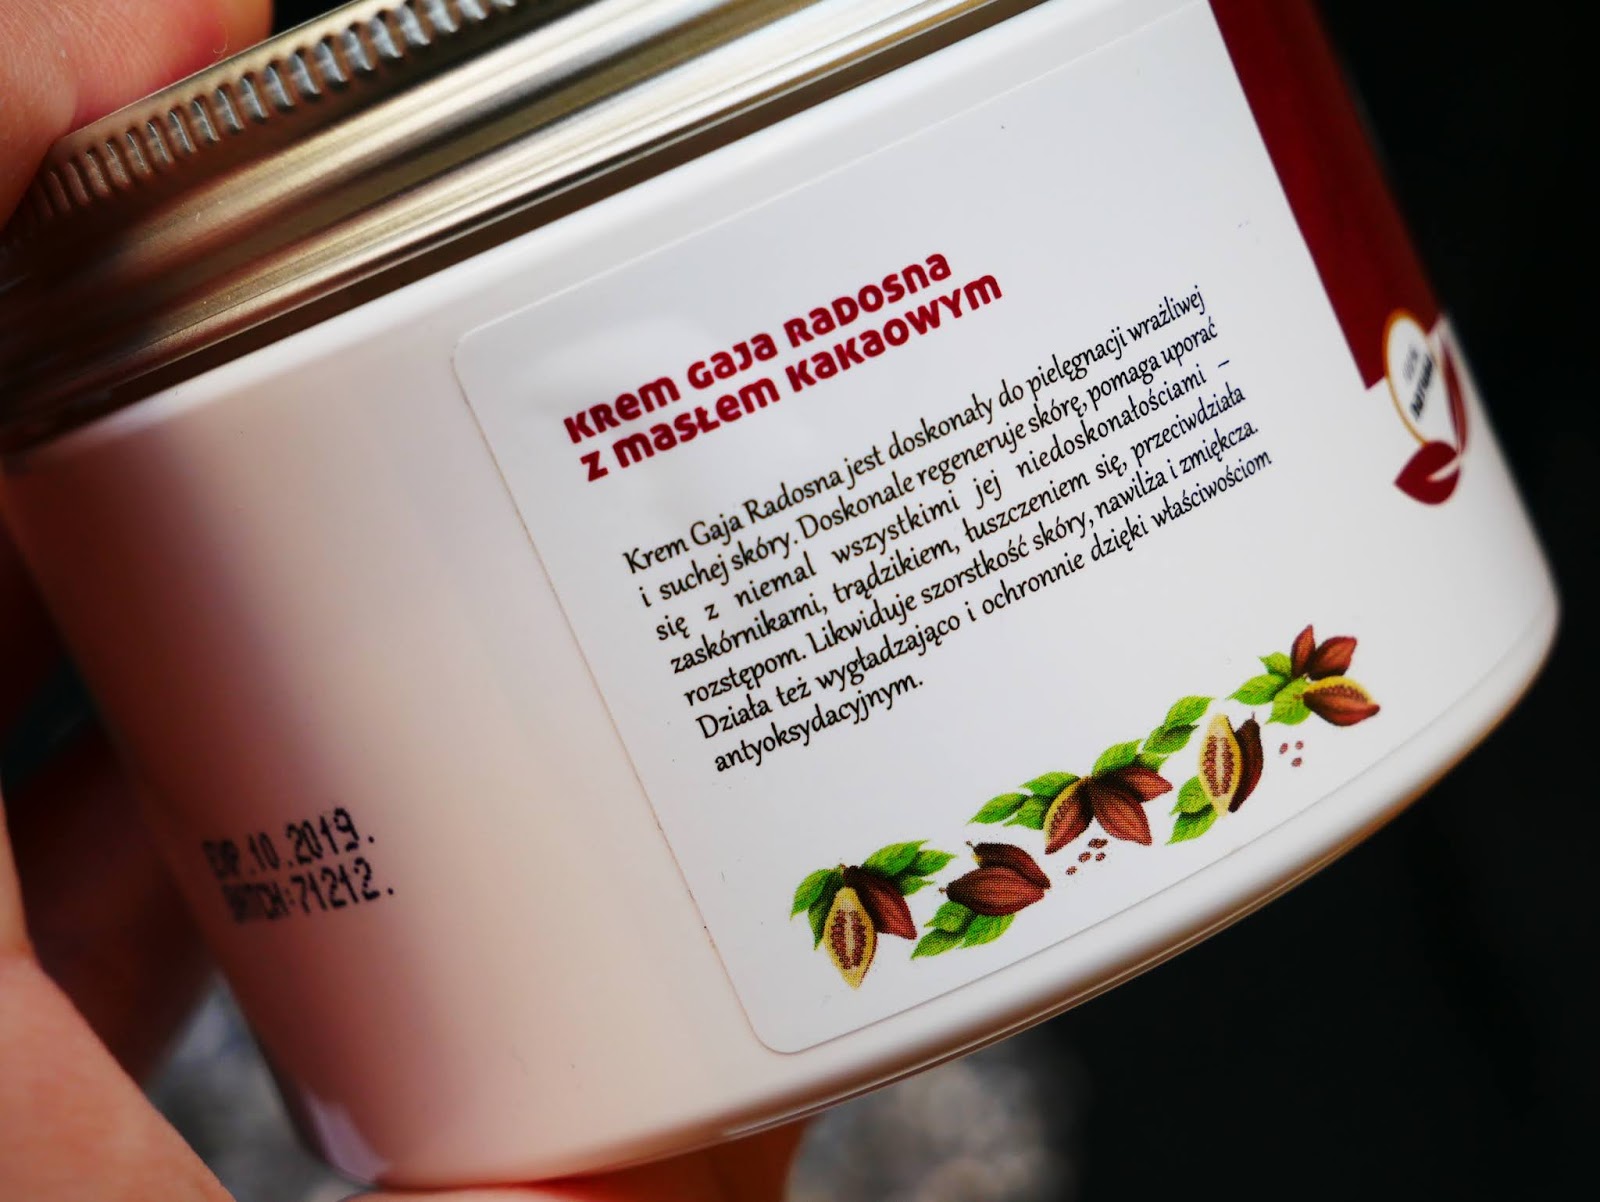 Krem Gaja Radosna
z masłem kakaowym
Krem Gaja Radosna jest doskonały do pielęgnacji wrażliwej
i suchej skóry. Doskonale regeneruje skórę, pomaga uporać
się z niemal wszystkimi jej niedoskonałościami –
zaskórnikami, trądzikiem, łuszczeniem się, przeciwdziała
rozstępom. Likwiduje szorstkość skóry, nawilża i zmiękcza.
Działa też wygładzająco i ochronnie dzięki właściwościom
antyoksydacyjnym.
EXP.10.2019.
BATCH:71212.